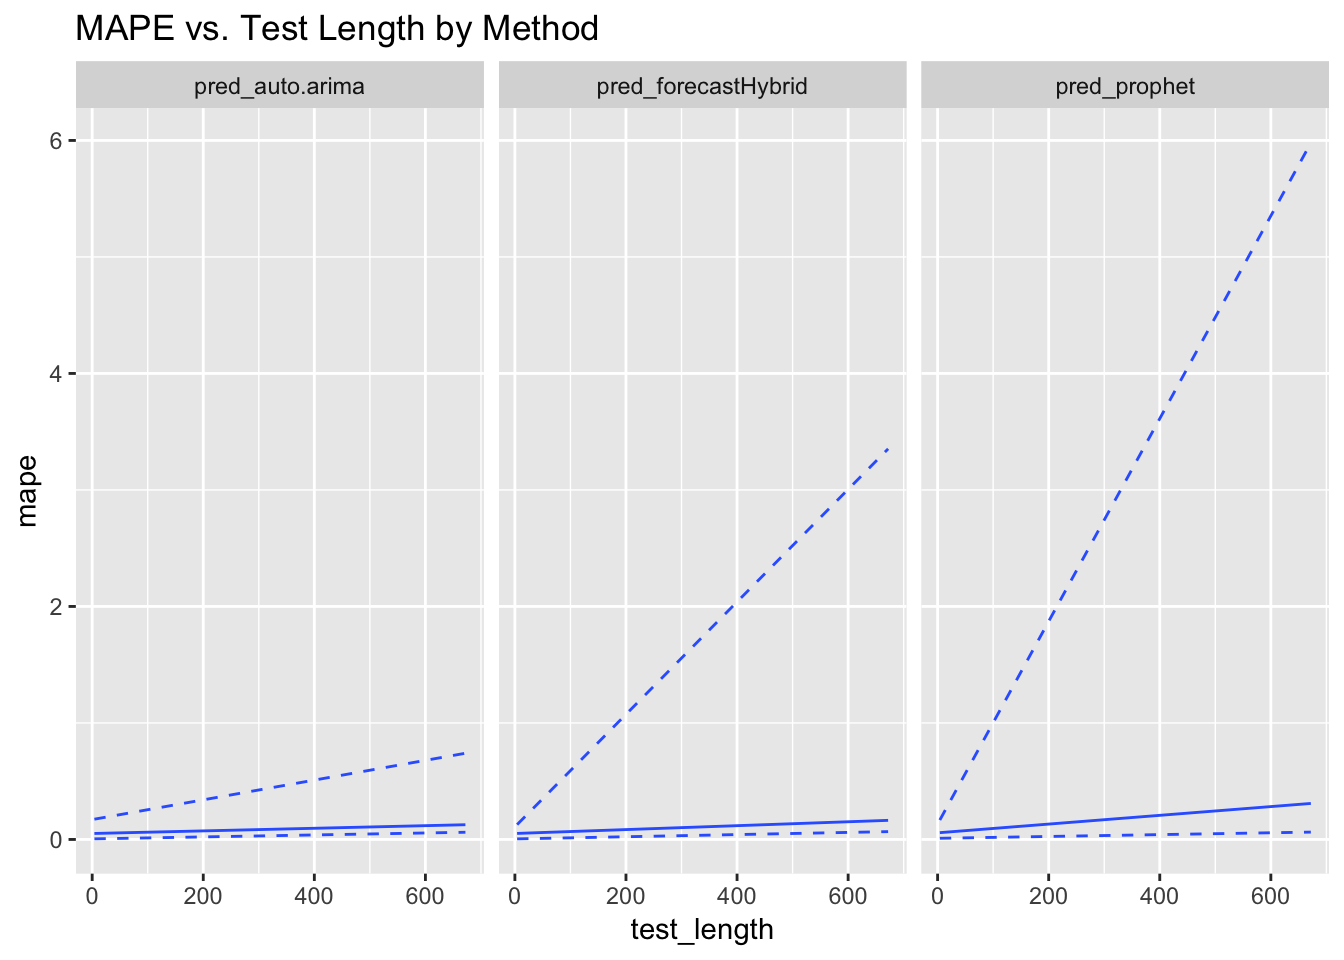 MAPE vs. Test Length by Method
pred_auto.arima
pred_forecastHybrid
pred_prophet
6
4
2
0
mape
0 200 400 600
0 200 400 600
0 200 400 600
test_length